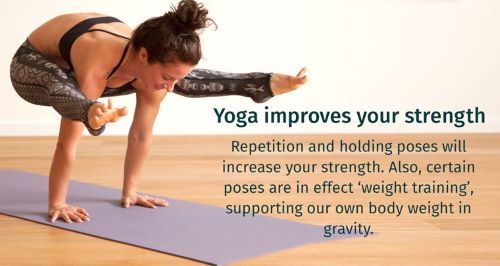 Yoga improves your strength
Repetition and holding poses will
increase your strength. Also, certain
poses are in effect ‘weight training’,
supporting our own body weight in
gravity.